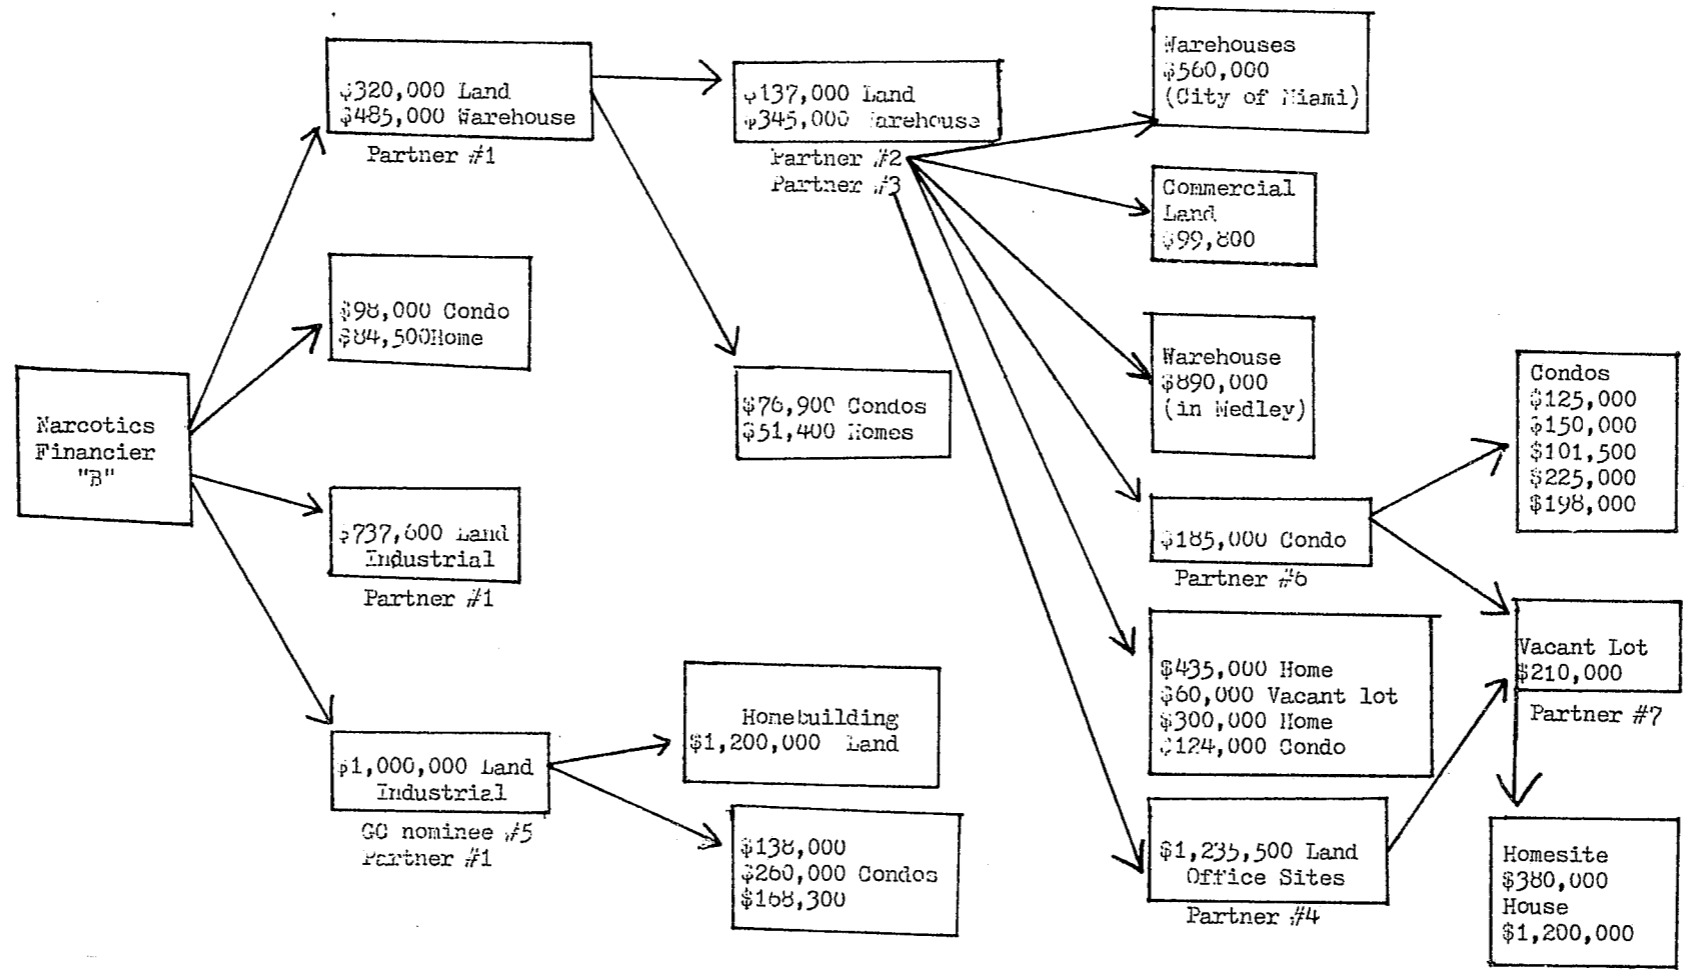 Narcotics
Financier
"B"
$320,000 Land
$485,000 Warehouse
Partner #1
$98,000 Condo
$84,500Home
$737,600 Land
Industrial
Partner #1
$1,000,000 Land
Industrial
GC nominee #5
Partner #1
$137,000 Land
$345,000 Warehouse
Partner #2
Partner #3
$76,900 Condos
$51,400 Homes
Homebuilding
$1,200,000 Land
$138,000
$260,000 Condos
$168,300
Warehouses
$560,000
(City of Miami)
Commercial
Land
$99,800
Warehouse
$890,000
(in Medley)
$185,000 Condo
Partner #6
$435,000 Home
$60,000 Vacant lot
$300,000 Home
$124,000 Condo
$1,235,500 Land
Office Sites
Partner #4
Condos
$125,000
$150,000
$101,500
$225,000
$198,000
Vacant Lot
$210,000
Partner #7
Homesite
$380,000
House
$1,200,000